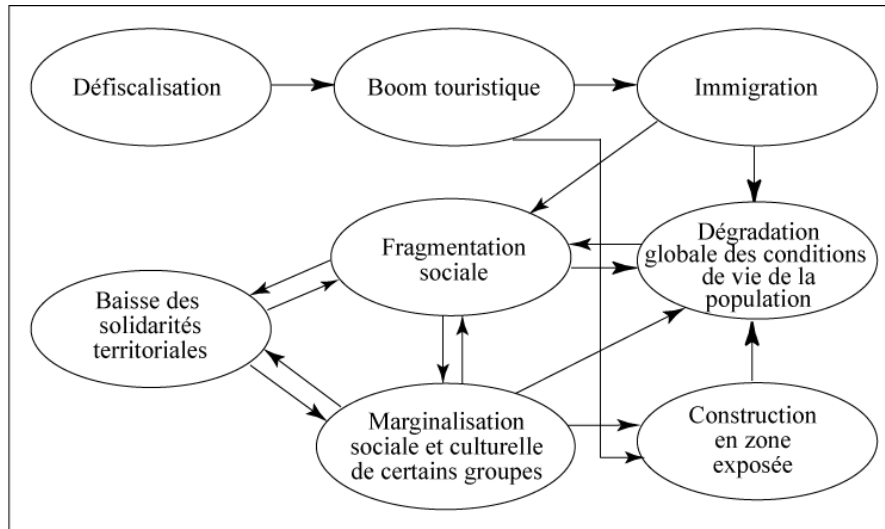 Défiscalisation
Boom touristique
Immigration
Fragmentation
sociale
Dégradation
globale des conditions
de vie de la
population
Baisse des
solidarités
territoriales
Marginalisation
sociale et culturelle
de certains groupes
Construction
en zone
exposée